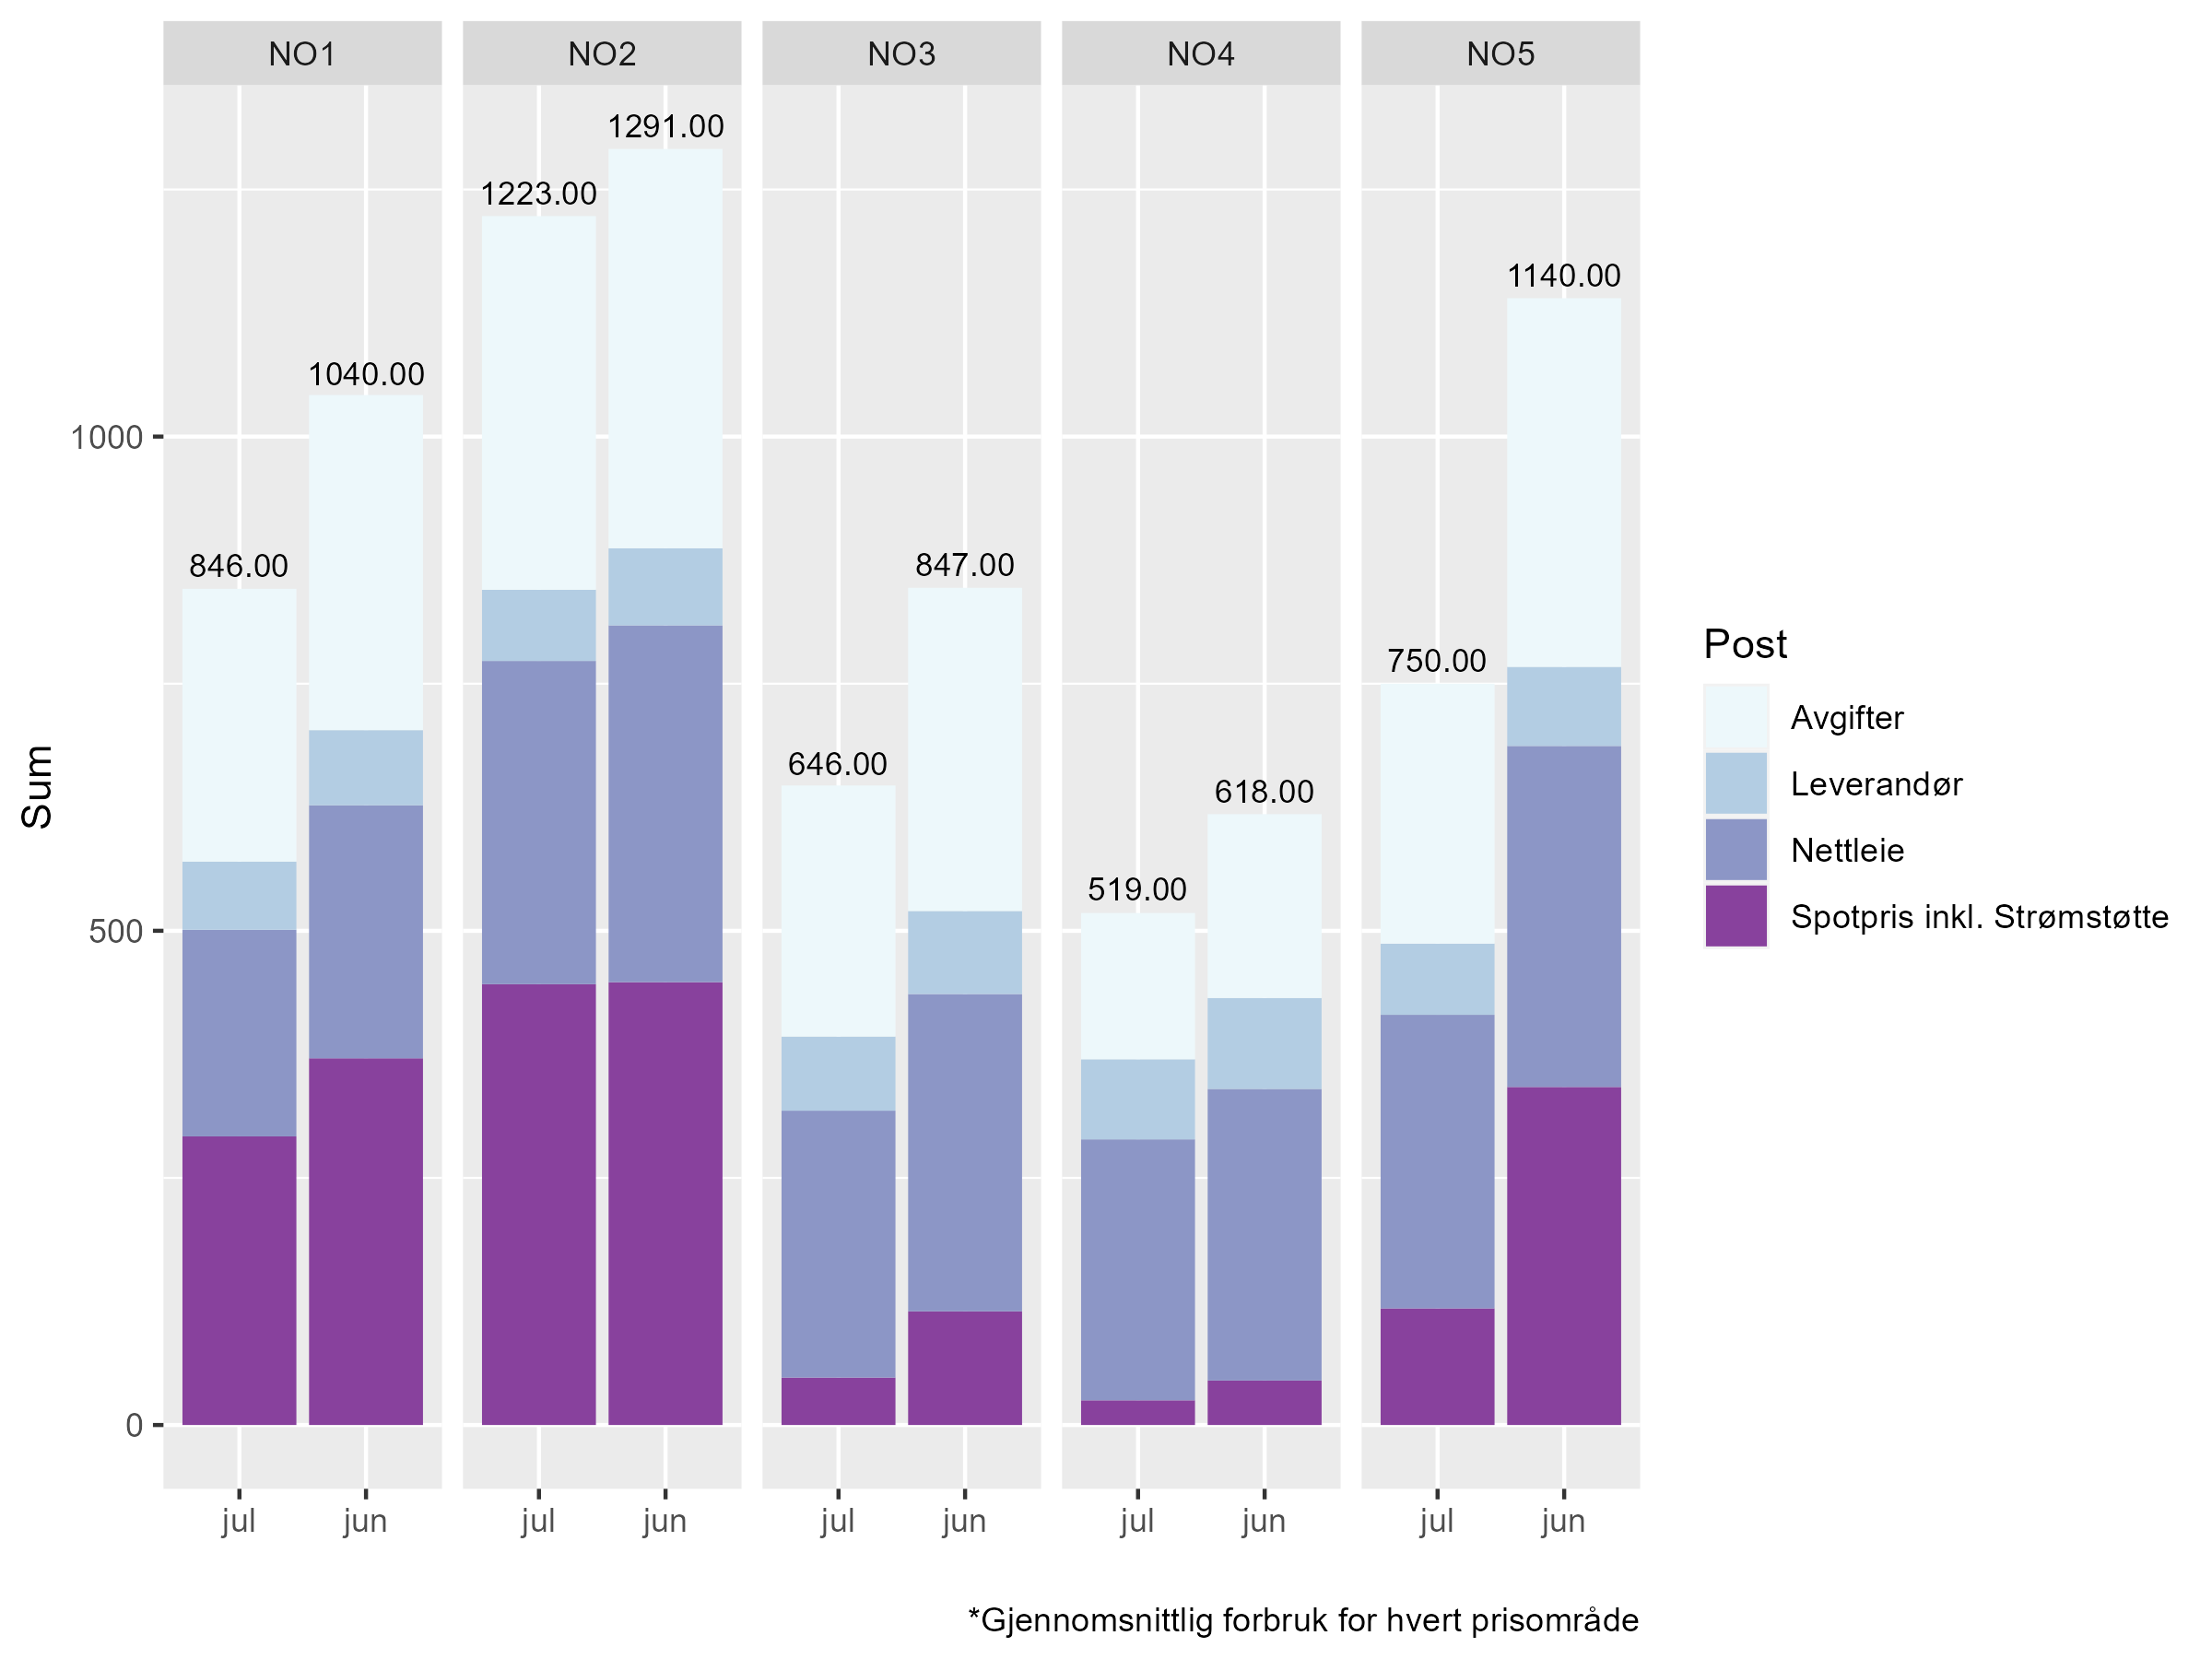 NO1 NO2 NO3 NO4 NO5
1291.00
1223.00
1140.00
1040.00
1000
846.00
847.00
750.00
646.00
618.00
519.00
500
0
Sum
jul jun jul jun jul jun jul jun jul jun
Post
Avgifter
Leverandør
Nettleie
Spotpris inkl. Strømstøtte
*Gjennomsnittlig forbruk for hvert prisområde